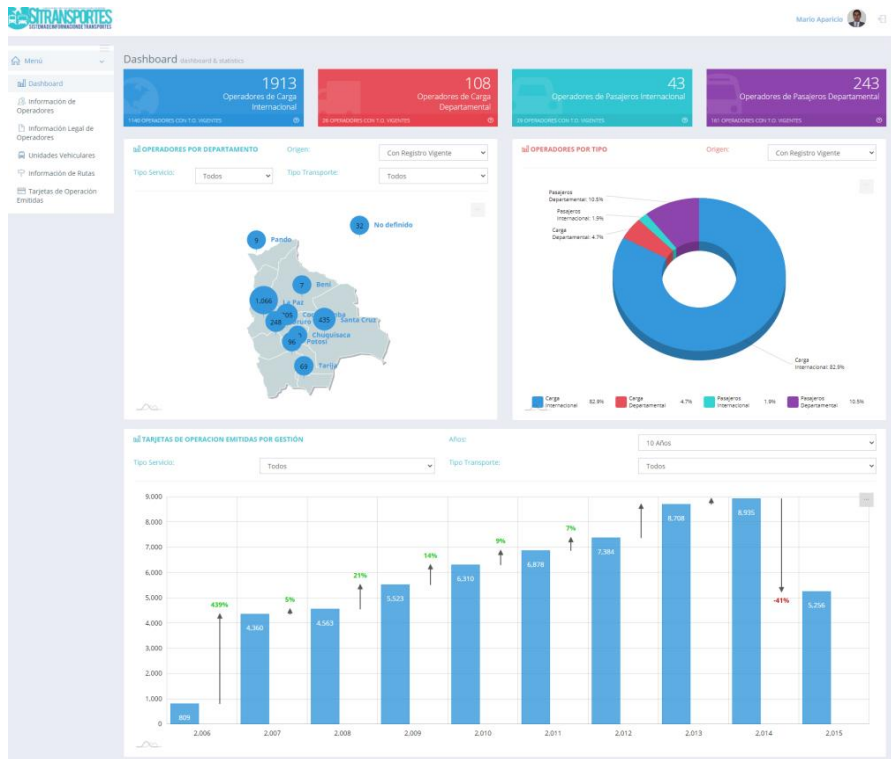 SITRANSPORTES
SISTEMA DE INFORMACION DE TRANSPORTES
Mario Aparicio
Menú
Dashboard
Información de
Operadores
Información Legal de
Operadores
Unidades Vehiculares
Información de Rutas
Tarjetas de Operación
Emitidas
Dashboard dashboard & statistics
1913
Operadores de Carga
Internacional
1140 OPERADORES CON T.O. VIGENTES
108
Operadores de Carga
Departamental
28 OPERADORES CON T.O. VIGENTES
43
Operadores de Pasajeros Internacional
29 OPERADORES CON T.O. VIGENTES
243
Operadores de Pasajeros Departamental
161 OPERADORES CON T.O. VIGENTES
OPERADORES POR DEPARTAMENTO
Origen:
Con Registro Vigente
Tipo Servicio:
Todos
Tipo Transporte:
Todos
32 No definido
9 Pando
7 Beni
1,066 La Paz
435 Santa Cruz
248
Chuquisaca
96 Potosí
69 Tarija
OPERADORES POR TIPO
Origen:
Con Registro Vigente
Pasajeros
Departamental: 10.5%
Pasajeros
Internacional: 1.9%
Carga
Departamental: 4.7%
Carga
Internacional: 82.9%
Carga
Internacional 82.9%
Carga
Departamental 4.7%
Pasajeros
Internacional 1.9%
Pasajeros
Departamental 10.5%
TARJETAS DE OPERACION EMITIDAS POR GESTIÓN
Años:
10 Años
Tipo Servicio:
Todos
Tipo Transporte:
Todos
9,000
8,000
7,000
6,000
5,000
4,000
3,000
2,000
1,000
0
809
439%
4,360
5%
4,563
21%
5,523
14%
6,310
9%
6,878
7%
7,384
8,708
8,935
-41%
5,256
2,006
2,007
2,008
2,009
2,010
2,011
2,012
2,013
2,014
2,015